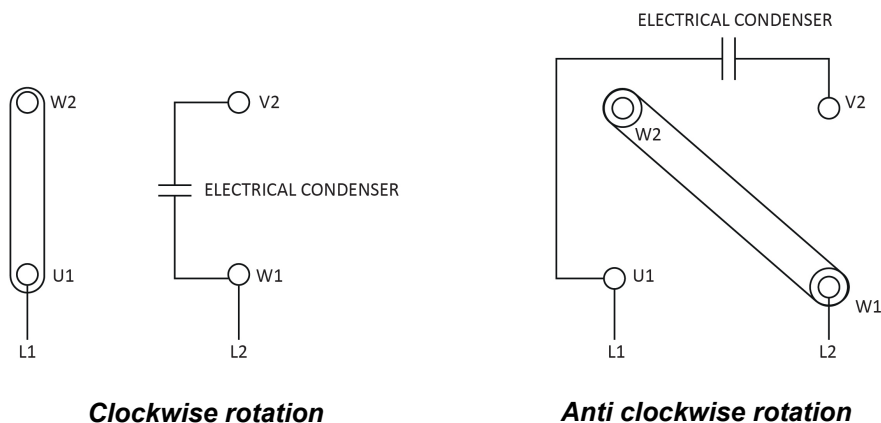 W2
V2
ELECTRICAL CONDENSER
U1
W1
L1
L2
Clockwise rotation
ELECTRICAL CONDENSER
V2
W2
U1
W1
L1
L2
Anti clockwise rotation